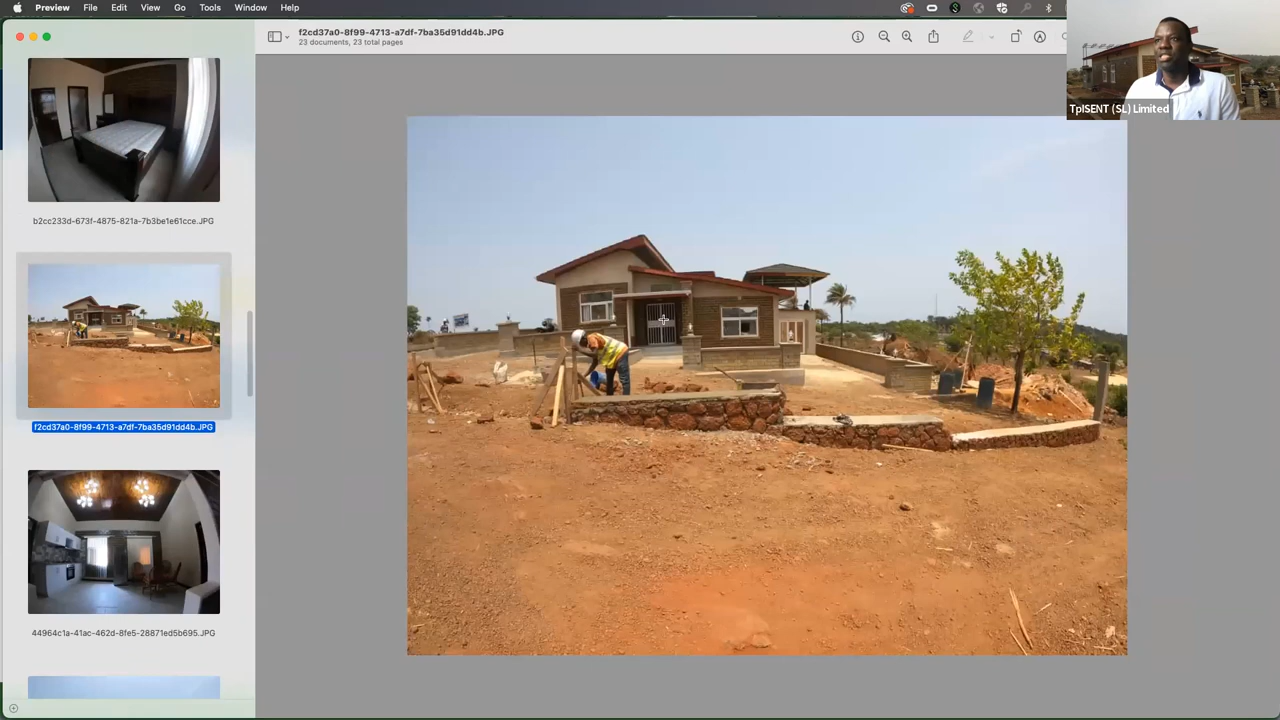 Preview File Edit View Go Tools Window Help
f2cd37a0-8f99-4713-a7df-7ba35d91dd4b.JPG
23 documents, 23 total pages
TpISENT (SL) Limited
b2cc233d-673f-4875-821a-7b3be1e61cce.JPG
f2cd37a0-8f99-4713-a7df-7ba35d91dd4b.JPG
44964c1a-41ac-462d-8fe5-28871ed5b695.JPG